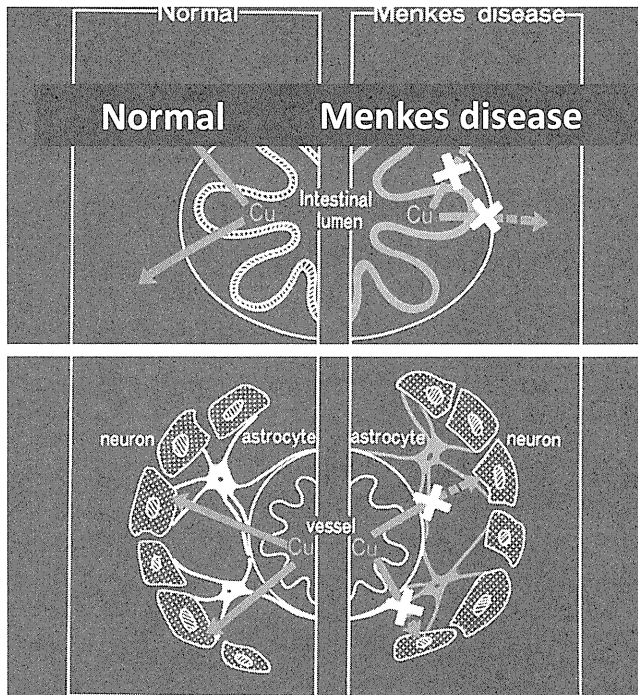 Normal
Menkes disease
Normal
Menkes disease
Cu
Intestinal
lumen
Cu
neuron
astrocyte
astrocyte
neuron
vessel
Cu
Cu